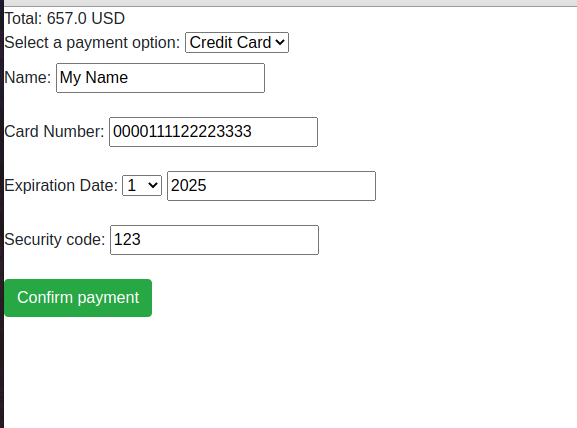 Total: 657.0 USD
Select a payment option: Credit Card
Name: My Name
Card Number: 0000111122223333
Expiration Date: 1 2025
Security code: 123
Confirm payment